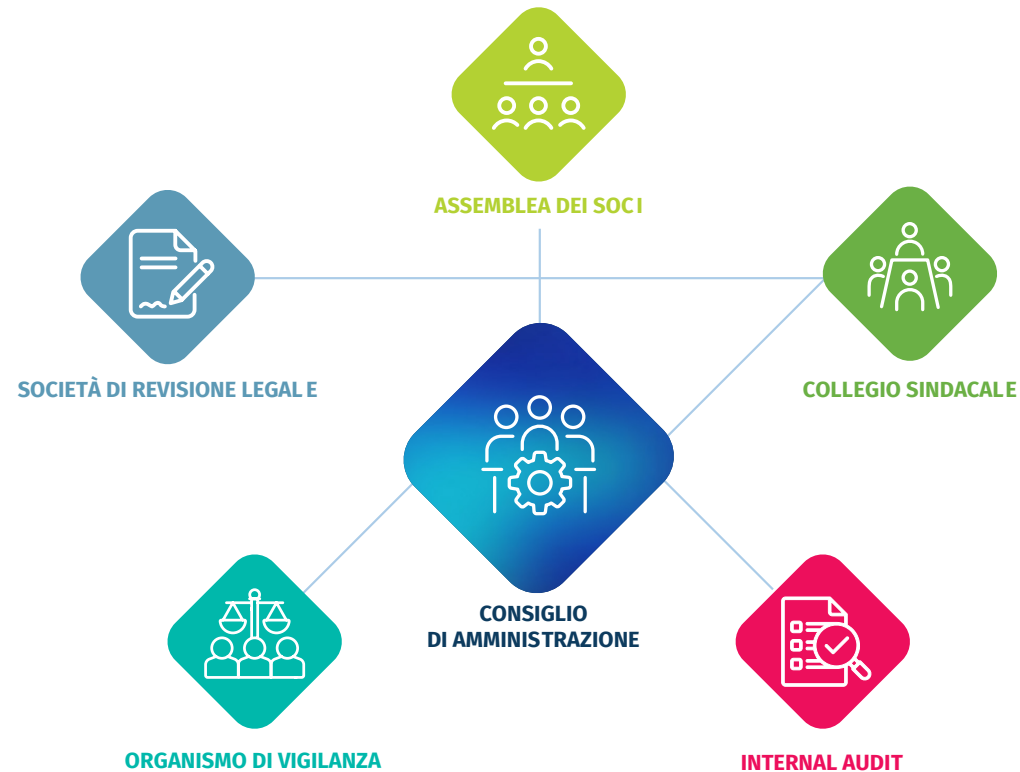 ASSEMBLEA DEI SOCI
SOCIETÀ DI REVISIONE LEGALE
COLLEGIO SINDACALE
CONSIGLIO
DI AMMINISTRAZIONE
ORGANISMO DI VIGILANZA
INTERNAL AUDIT